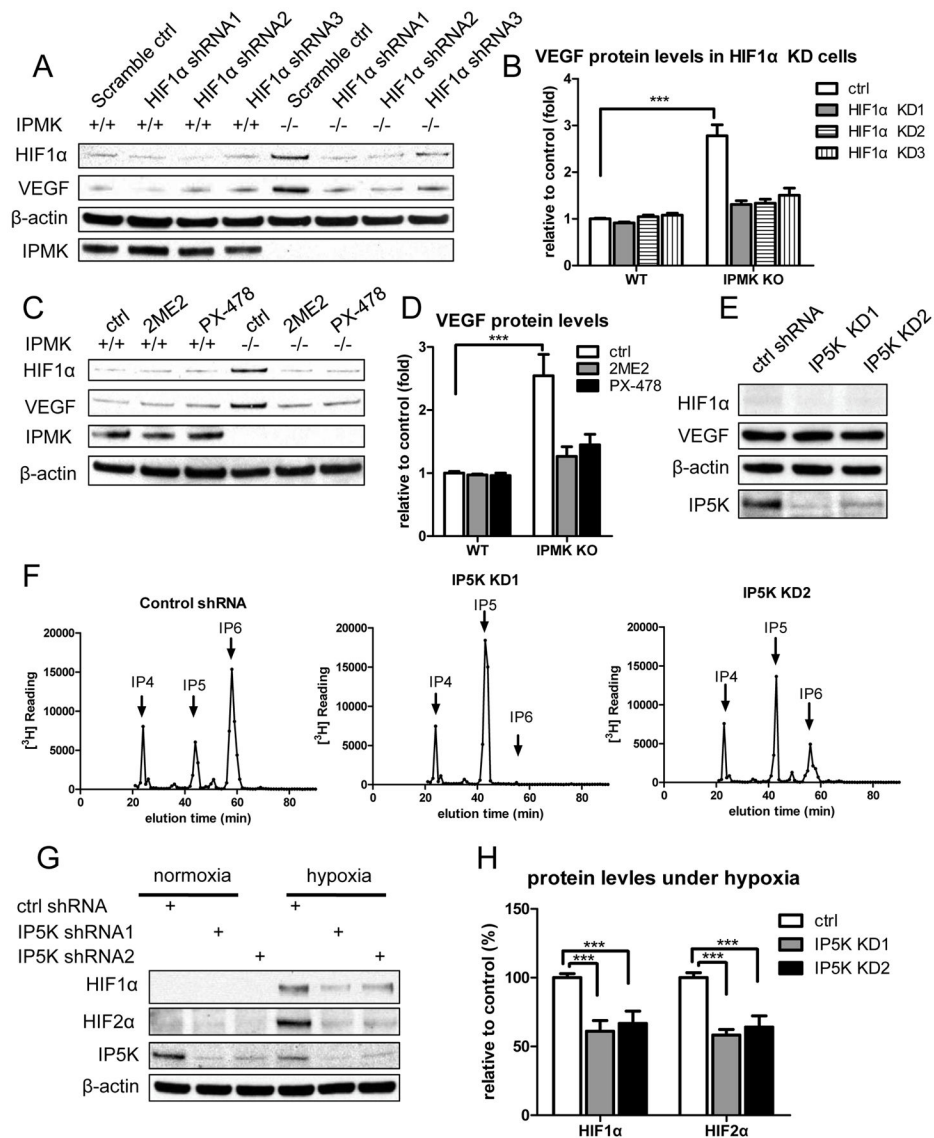 A
Scramble ctrl HIF1α shRNA1 HIF1α shRNA2 HIF1α shRNA3 Scramble ctrl HIF1α shRNA1 HIF1α shRNA2 HIF1α shRNA3
IPMK +/+ +/+ +/+ +/+ -/- -/- -/- -/-
HIF1α
VEGF
β-actin
IPMK
B
VEGF protein levels in HIF1α KD cells
relative to control (fold)
4
3
2
1
0
***
ctrl
HIF1α KD1
HIF1α KD2
HIF1α KD3
WT IPMK KO
C
ctrl 2ME2 PX-478 ctrl 2ME2 PX-478
IPMK +/+ +/+ +/+ -/- -/- -/-
HIF1α
VEGF
IPMK
β-actin
D
VEGF protein levels
relative to control (fold)
3
2
1
0
***
ctrl
2ME2
PX-478
WT IPMK KO
E
ctrl shRNA IP5K KD1 IP5K KD2
HIF1α
VEGF
β-actin
IP5K
F
Control shRNA
[³H] Reading
20000
15000
10000
5000
0
IP4 IP5 IP6
0 20 40 60 80
elution time (min)
IP5K KD1
[³H] Reading
20000
15000
10000
5000
0
IP4 IP5 IP6
0 20 40 60 80
elution time (min)
IP5K KD2
[³H] Reading
20000
15000
10000
5000
0
IP4 IP5 IP6
0 20 40 60 80
elution time (min)
G
normoxia hypoxia
ctrl shRNA + +
IP5K shRNA1 + +
IP5K shRNA2 + +
HIF1α
HIF2α
IP5K
β-actin
H
protein levles under hypoxia
relative to control (%)
150
100
50
0
***
***
***
***
ctrl
IP5K KD1
IP5K KD2
HIF1α HIF2α